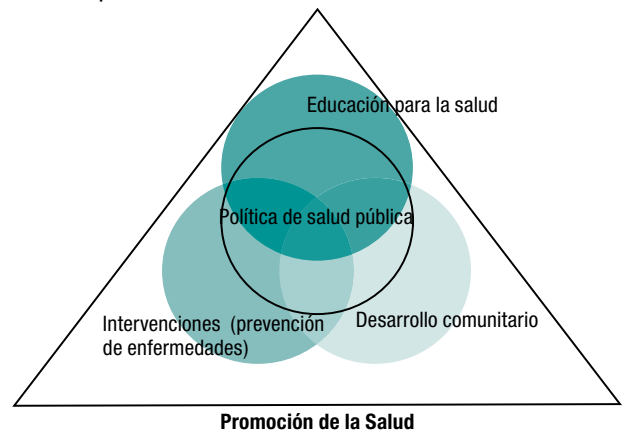 Educación para la salud
Política de salud pública
Intervenciones (prevención
de enfermedades)
Desarrollo comunitario
Promoción de la Salud